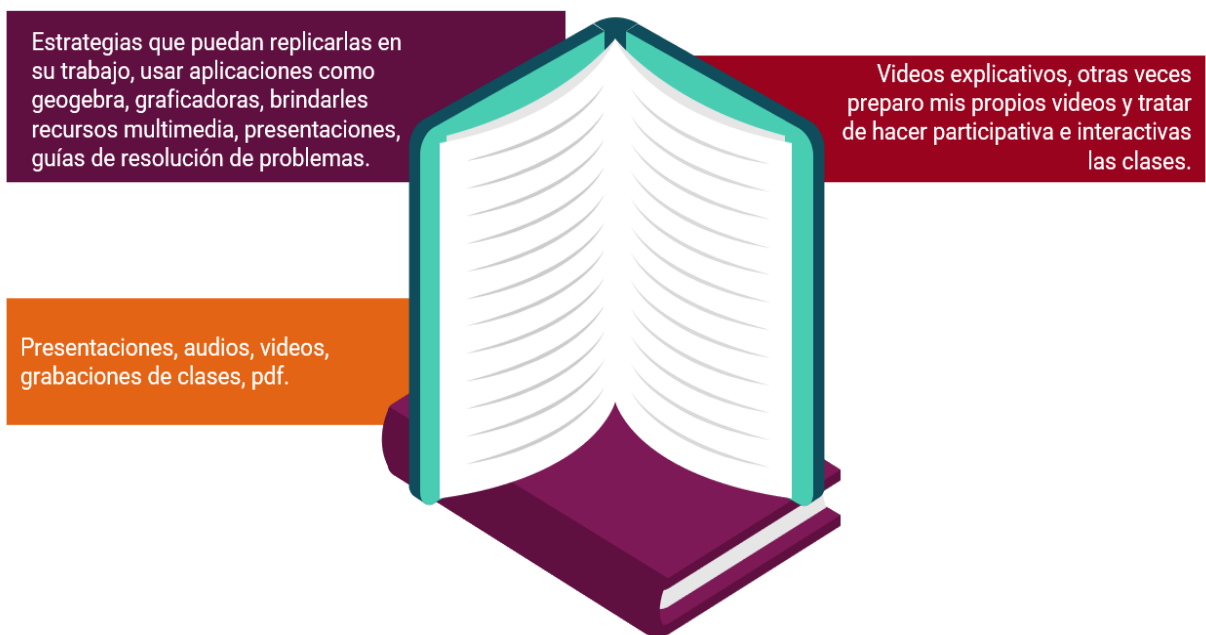 Estrategias que puedan replicarlas en
su trabajo, usar aplicaciones como
geogebra, graficadoras, brindarles
recursos multimedia, presentaciones,
guías de resolución de problemas.
Videos explicativos, otras veces
preparo mis propios videos y tratar
de hacer participativa e interactivas
las clases.
Presentaciones, audios, videos,
grabaciones de clases, pdf.